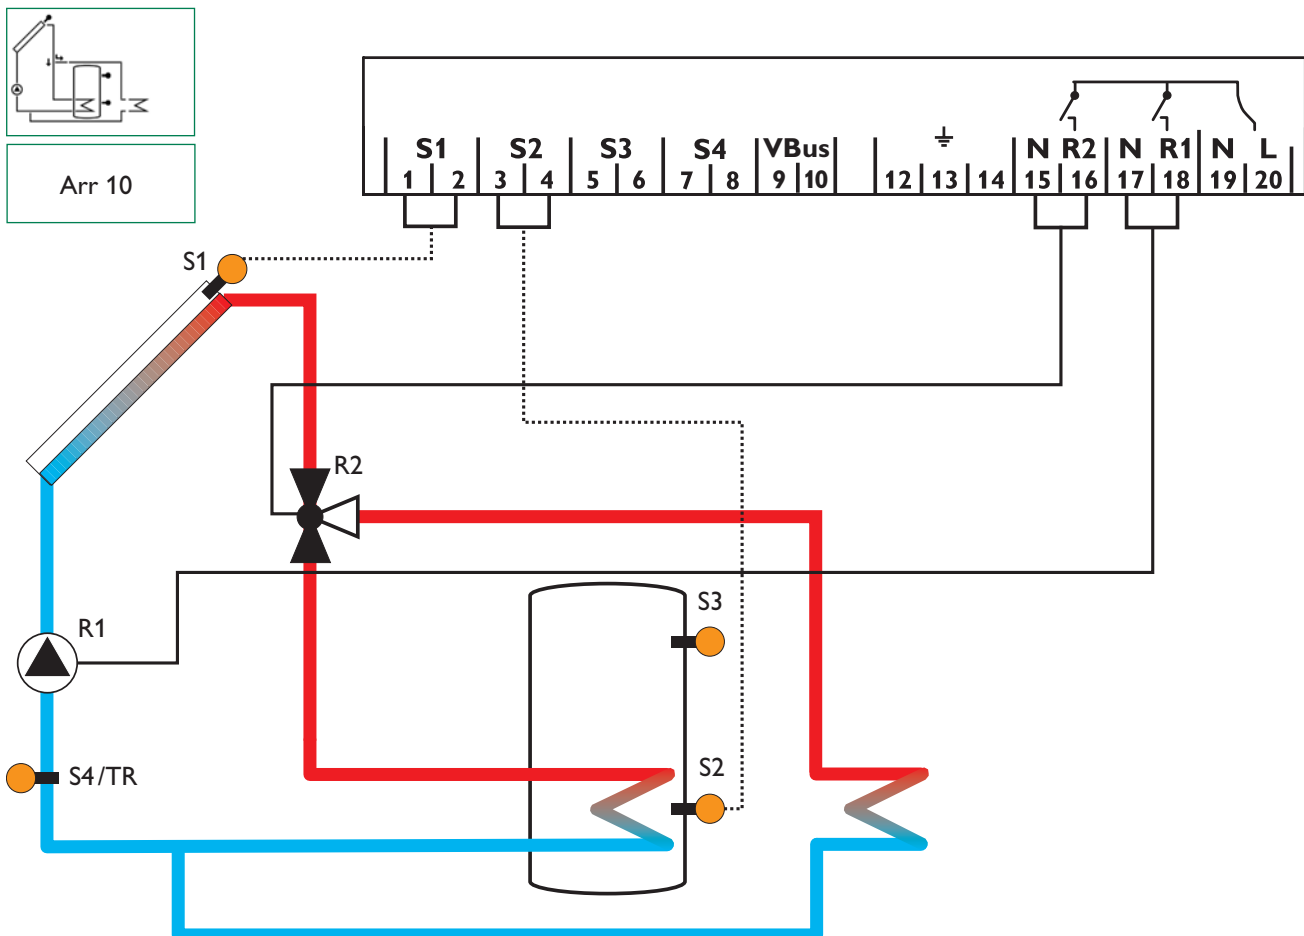 Arr 10
S1 S2 S3 S4 VBus ⏚ N R2 N R1 N L
1 2 3 4 5 6 7 8 9 10 12 13 14 15 16 17 18 19 20
S1
R2
S3
R1
S2
S4/TR